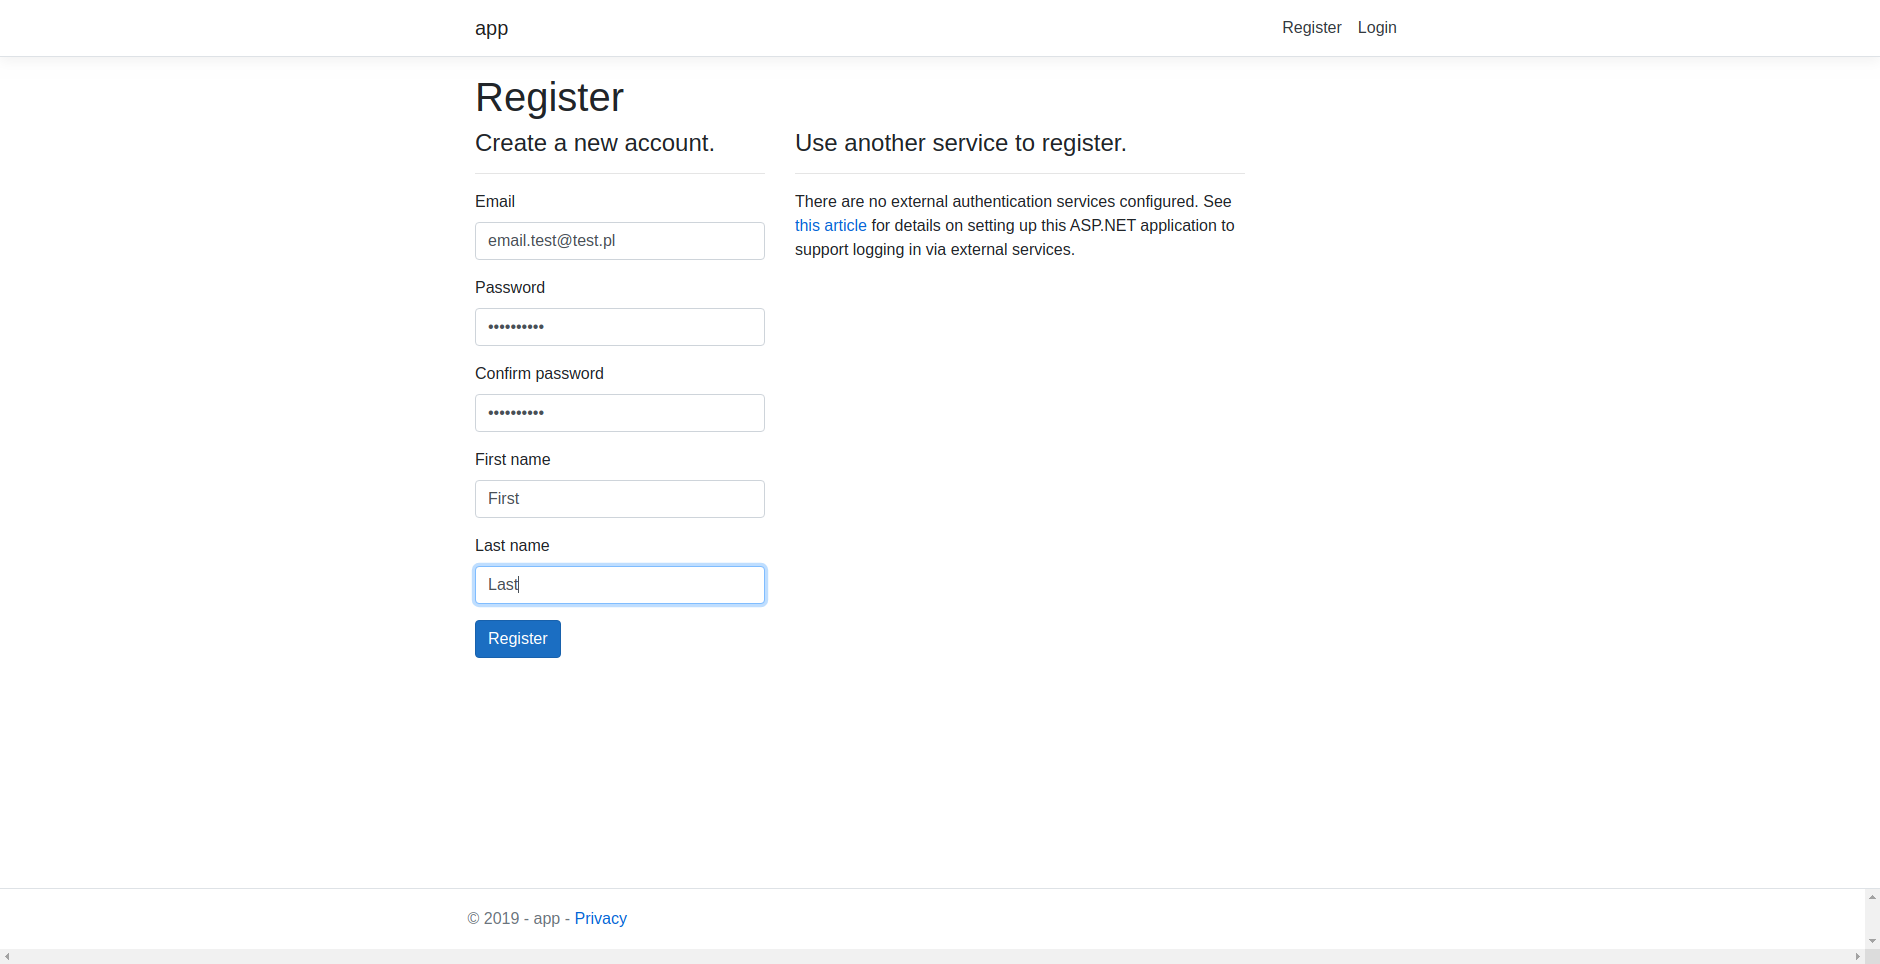 app
Register Login
Register
Create a new account.
Email
email.test@test.pl
Password
••••••••••
Confirm password
••••••••••
First name
First
Last name
Last
Register
Use another service to register.
There are no external authentication services configured. See
this article for details on setting up this ASP.NET application to
support logging in via external services.
© 2019 - app - Privacy